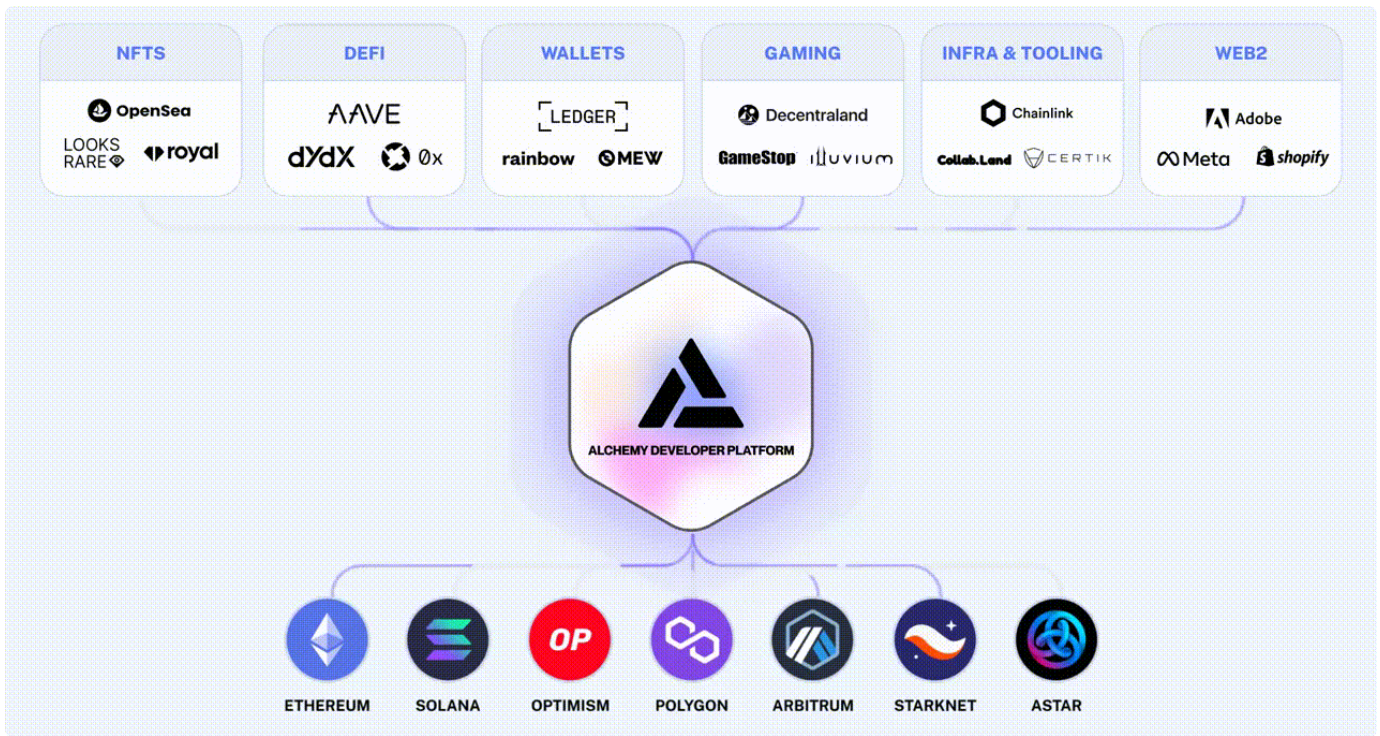 NFTS
OpenSea
LOOKS
RARE
royal
DEFI
AAVE
dYdX
0x
WALLETS
LEDGER
rainbow
MEW
GAMING
Decentraland
GameStop
illuvium
INFRA & TOOLING
Chainlink
Collab.Land
CERTIK
WEB2
Adobe
Meta
shopify
ALCHEMY DEVELOPER PLATFORM
OP
ETHEREUM
SOLANA
OPTIMISM
POLYGON
ARBITRUM
STARKNET
ASTAR